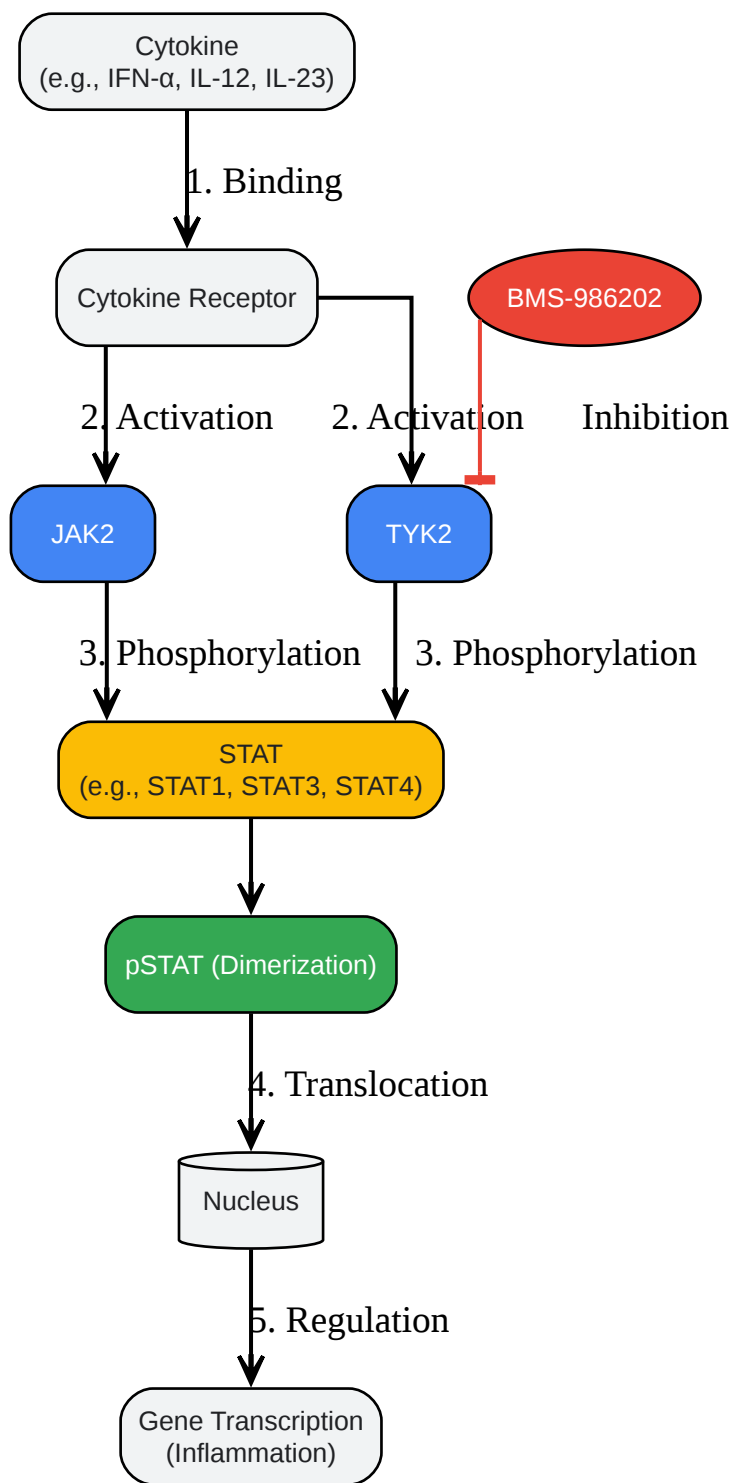 Cytokine
(e.g., IFN-α, IL-12, IL-23)
1. Binding
Cytokine Receptor
BMS-986202
2. Activation
2. Activation
Inhibition
JAK2
TYK2
3. Phosphorylation
3. Phosphorylation
STAT
(e.g., STAT1, STAT3, STAT4)
pSTAT (Dimerization)
4. Translocation
Nucleus
5. Regulation
Gene Transcription
(Inflammation)